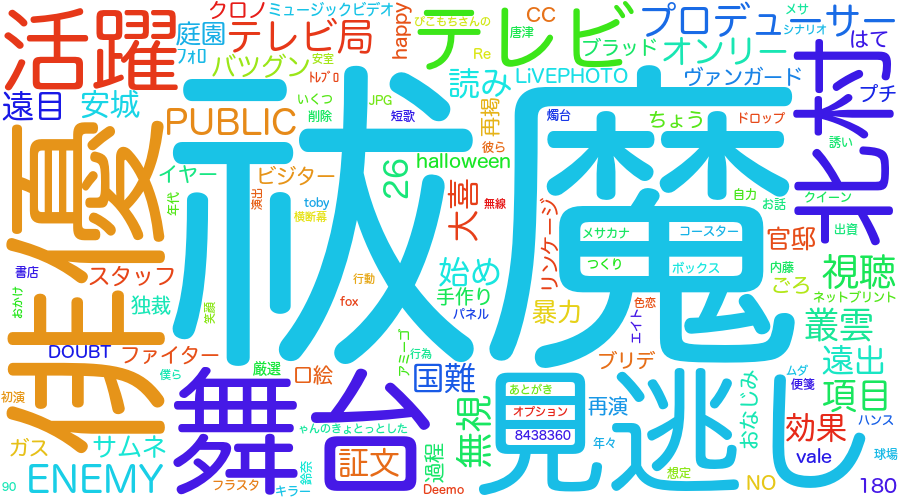 クロノ
ミュージックビデオ
happy
ぴこもちさんの
CC
プロデューサー
メサ
シナリオ
活躍
庭園
テレビ局
テレビ
唐津
ブラッド
オンリー
はて
フォロ
バツグン
安室
Re
トレブロ
読み
LiVEPHOTO
ヴァンガード
プチ
北村
遠目
安城
PUBLIC
いくつ
JPG
削除
短歌
再掲
彼ら
燭台
ちょう
ドロップ
誘い
祓魔
俳優
イヤー
ビジター
26
halloween
年代
演出
toby
横断幕
大喜
無線
リンケージ
自力
お話
クイーン
出資
メサカナ
コースター
官邸
書店
おかけ
スタッフ
笑顔
fox
行動
始め
手作り
パネル
つくり
ボックス
内藤
ごろ
視聴
ネットプリント
独裁
暴力
色恋
エイト
叢雲
DOUBT
ファイター
アミーゴ
行為
ブリデ
遠出
僕ら
厳選
口絵
国難
あとがき
おなじみ
ムダ
便箋
項目
初演
舞台
オプション
再演
見逃し
ガス
サムネ
ゃんのきょとっとした
無視
8438360
年々
効果
ハンス
証文
過程
vale
球場
90
ENEMY
フラスタ
キラー
鈴奈
Deemo
想定
NO
180